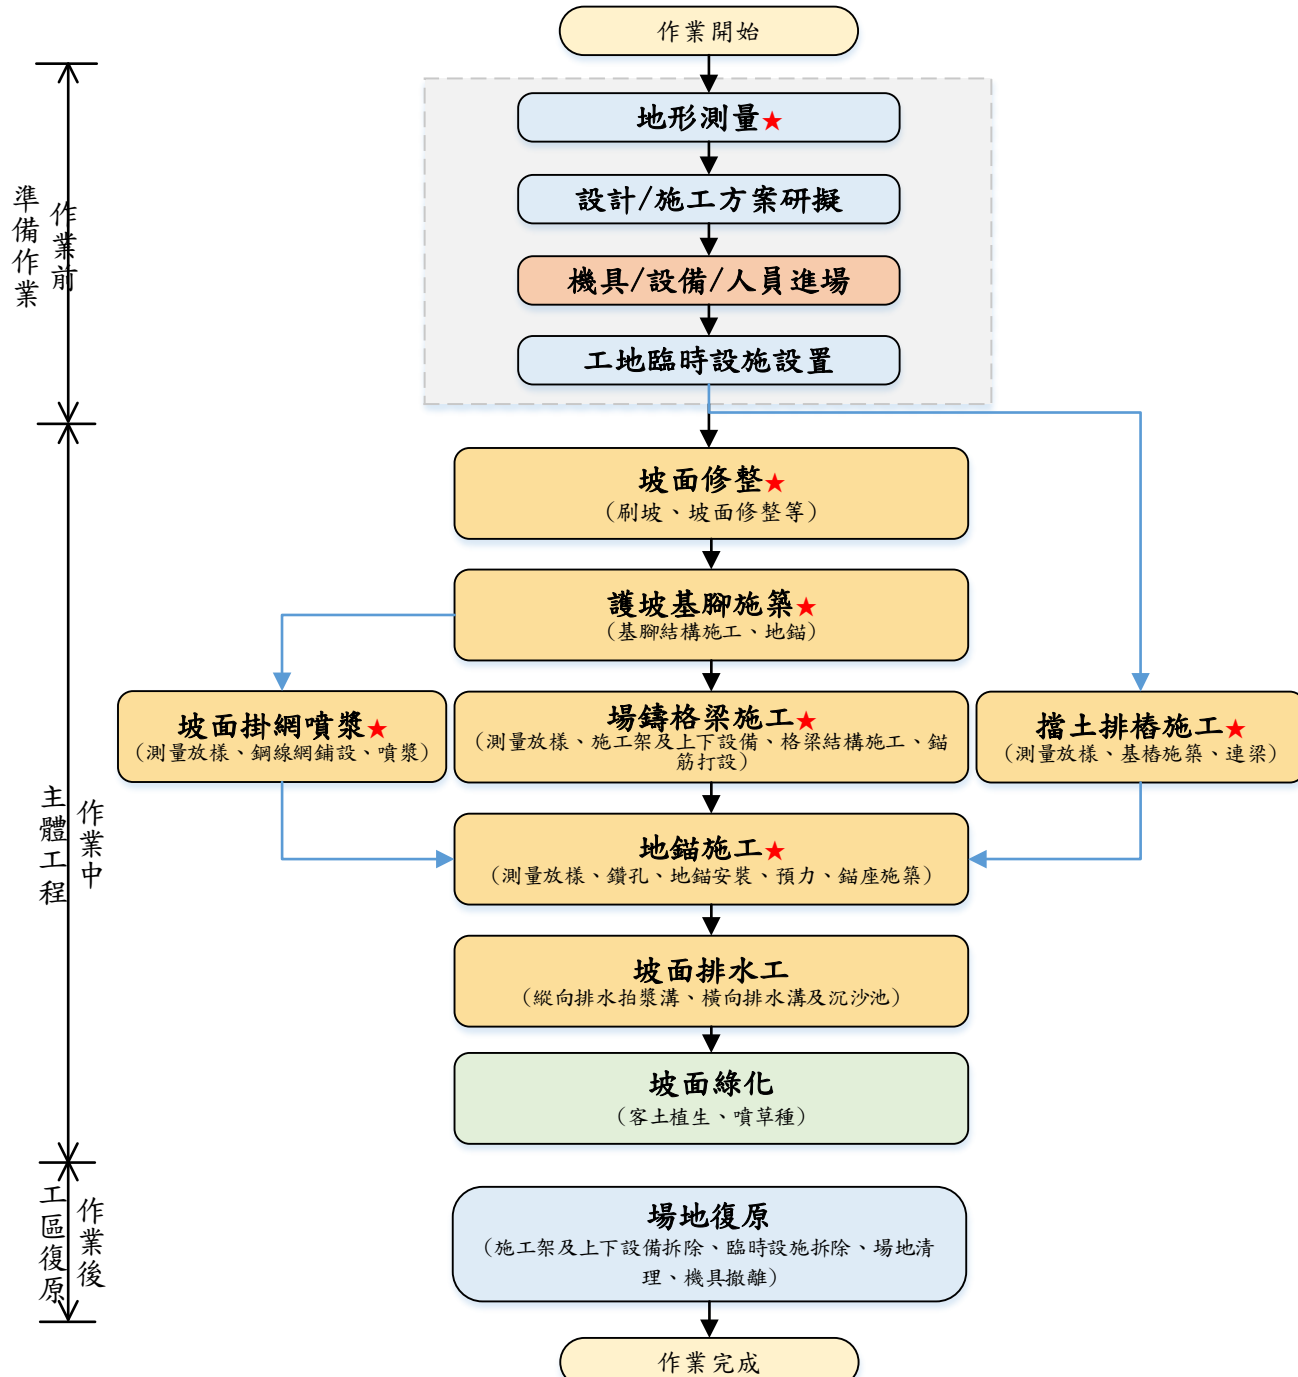 作業開始
作業前
準備作業
地形測量★
設計/施工方案研擬
機具/設備/人員進場
工地臨時設施設置
作業中
主體工程
坡面修整★
(刷坡、坡面修整等)
護坡基腳施築★
(基腳結構施工、地錨)
坡面掛網噴漿★
(測量放樣、鋼線網鋪設、噴漿)
場鑄格梁施工★
(測量放樣、施工架及上下設備、格梁結構施工、錨
筋打設)
擋土排樁施工★
(測量放樣、基樁施築、連梁)
地錨施工★
(測量放樣、鑽孔、地錨安裝、預力、錨座施築)
坡面排水工
(縱向排水拍漿溝、橫向排水溝及沉沙池)
坡面綠化
(客土植生、噴草種)
作業後
工區復原
場地復原
(施工架及上下設備拆除、臨時設施拆除、場地清
理、機具撤離)
作業完成